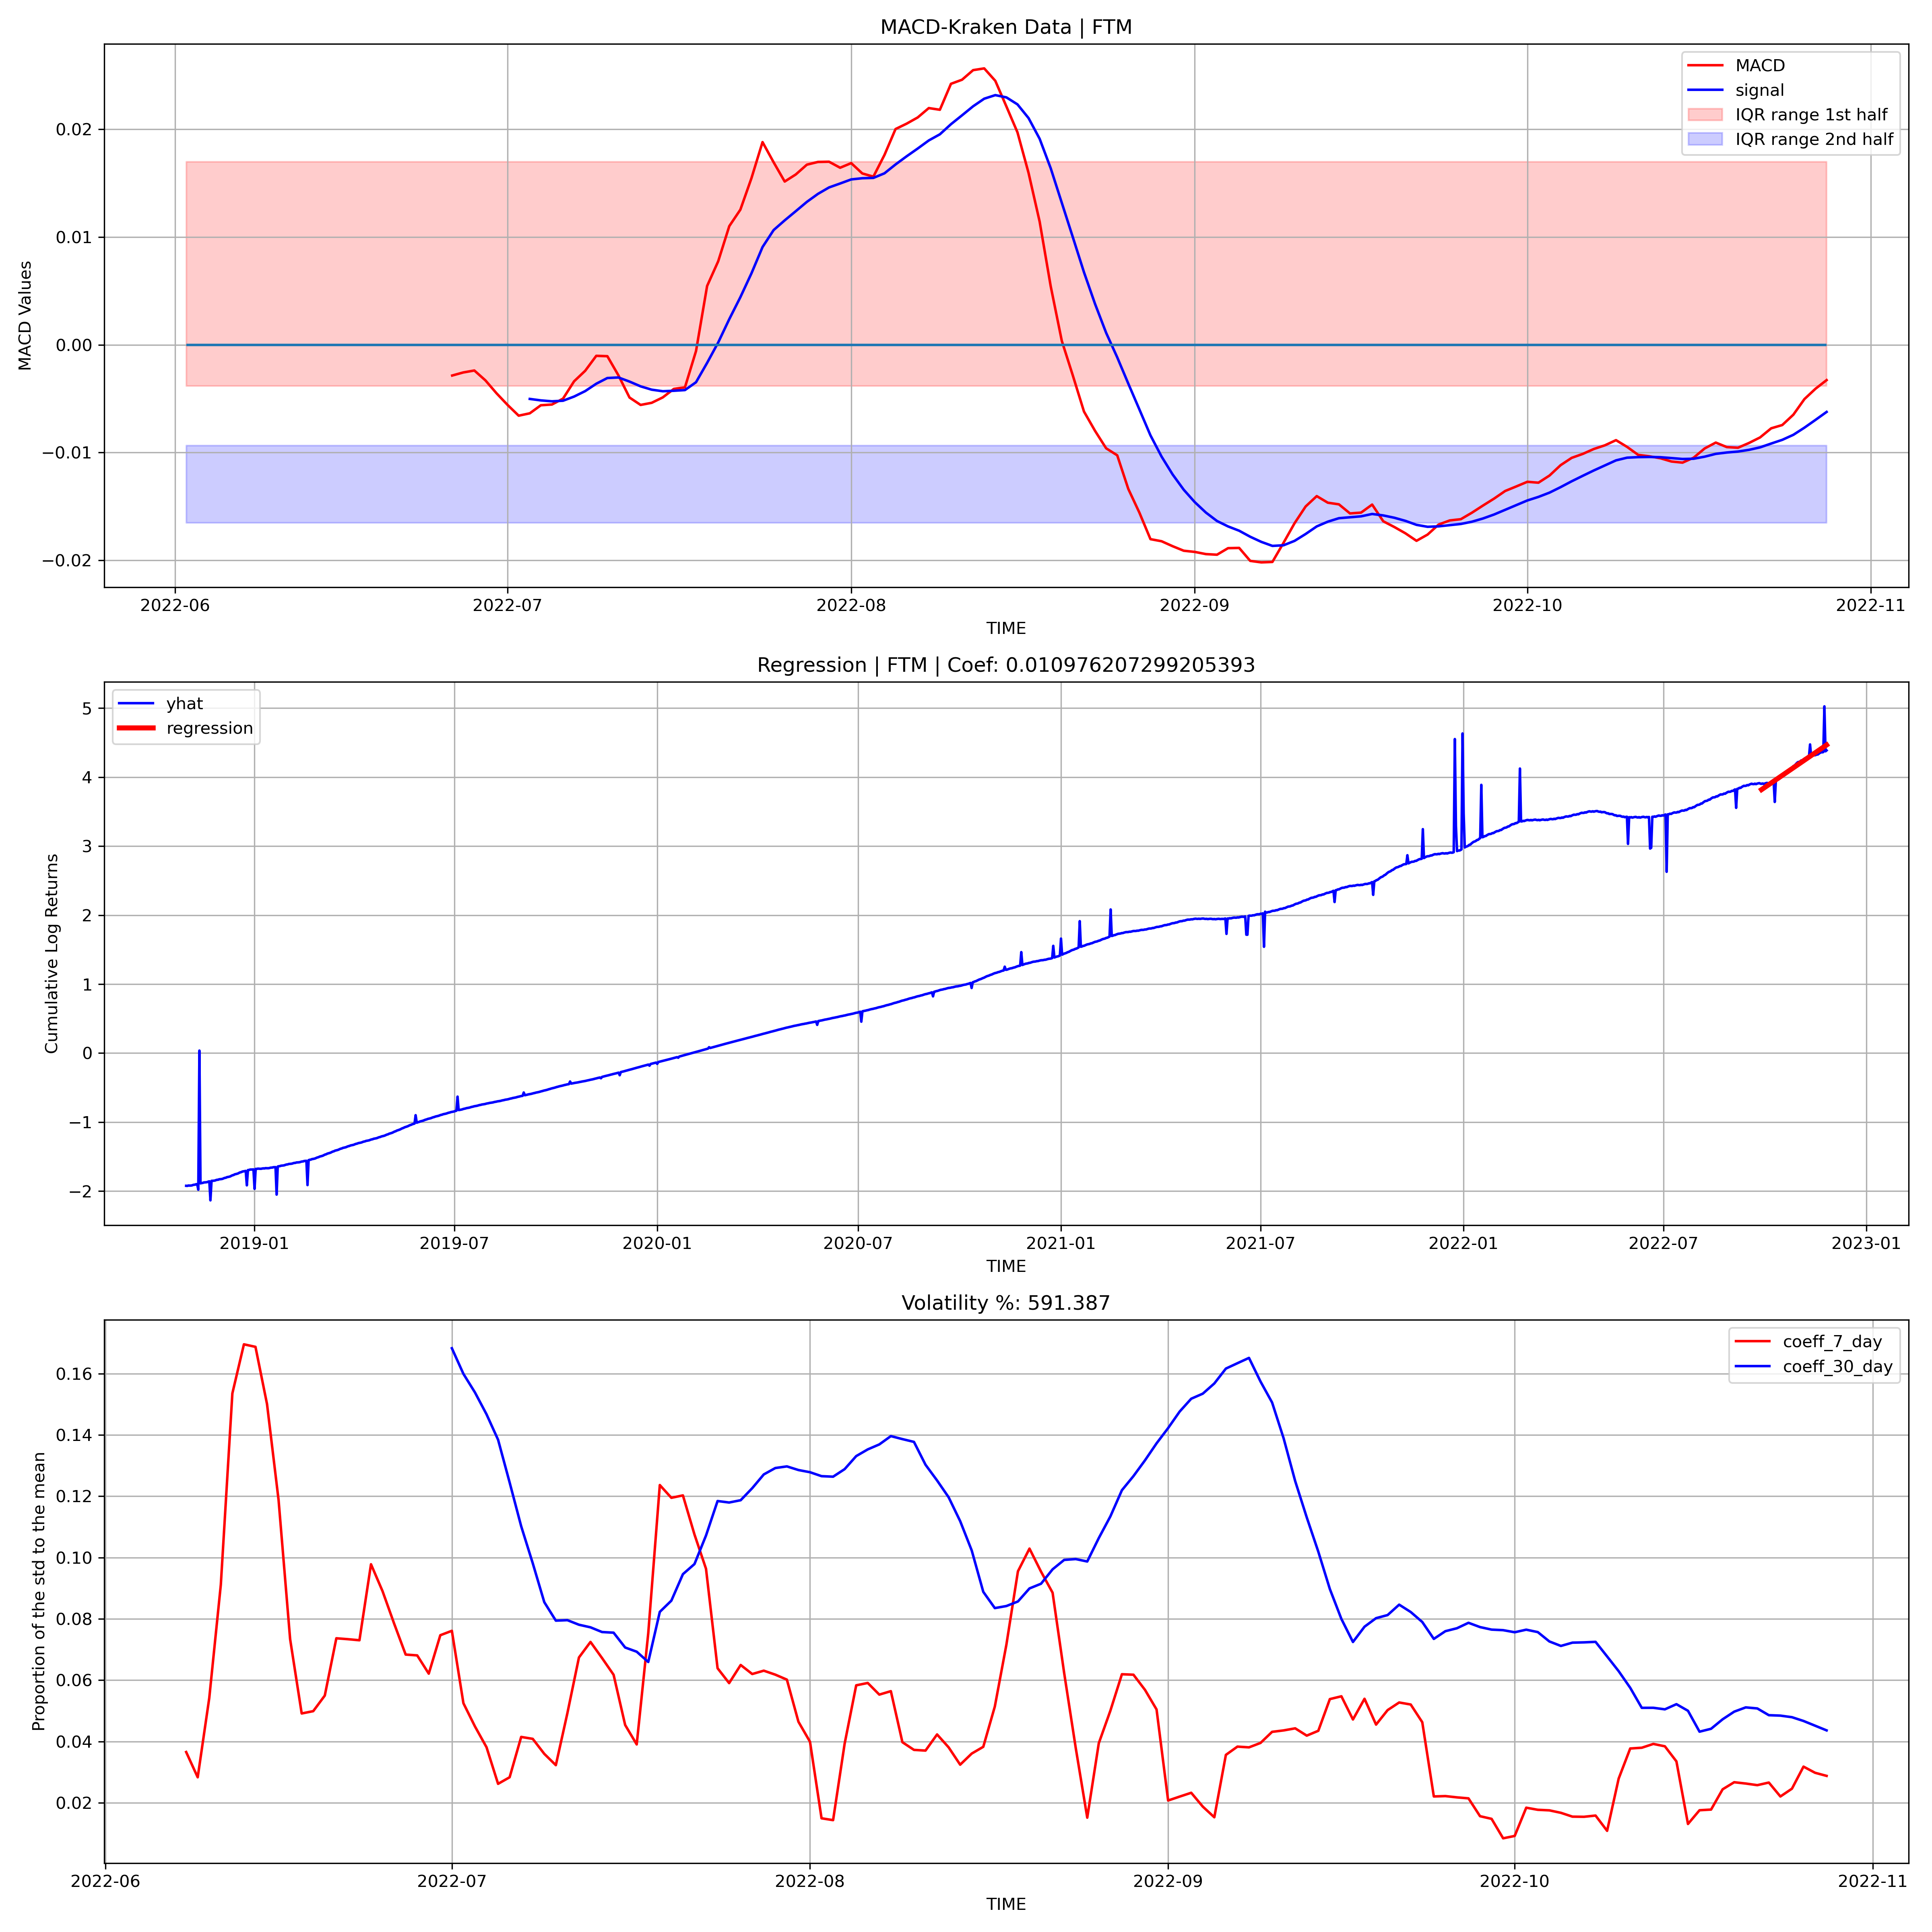 MACD-Kraken Data | FTM
MACD
signal
IQR range 1st half
IQR range 2nd half
MACD Values
0.02
0.01
0.00
−0.01
−0.02
2022-06 2022-07 2022-08 2022-09 2022-10 2022-11
TIME
Regression | FTM | Coef: 0.010976207299205393
yhat
regression
Cumulative Log Returns
5
4
3
2
1
0
−1
−2
2019-01 2019-07 2020-01 2020-07 2021-01 2021-07 2022-01 2022-07 2023-01
TIME
Volatility %: 591.387
coeff_7_day
coeff_30_day
Proportion of the std to the mean
0.16
0.14
0.12
0.10
0.08
0.06
0.04
0.02
2022-06 2022-07 2022-08 2022-09 2022-10 2022-11
TIME